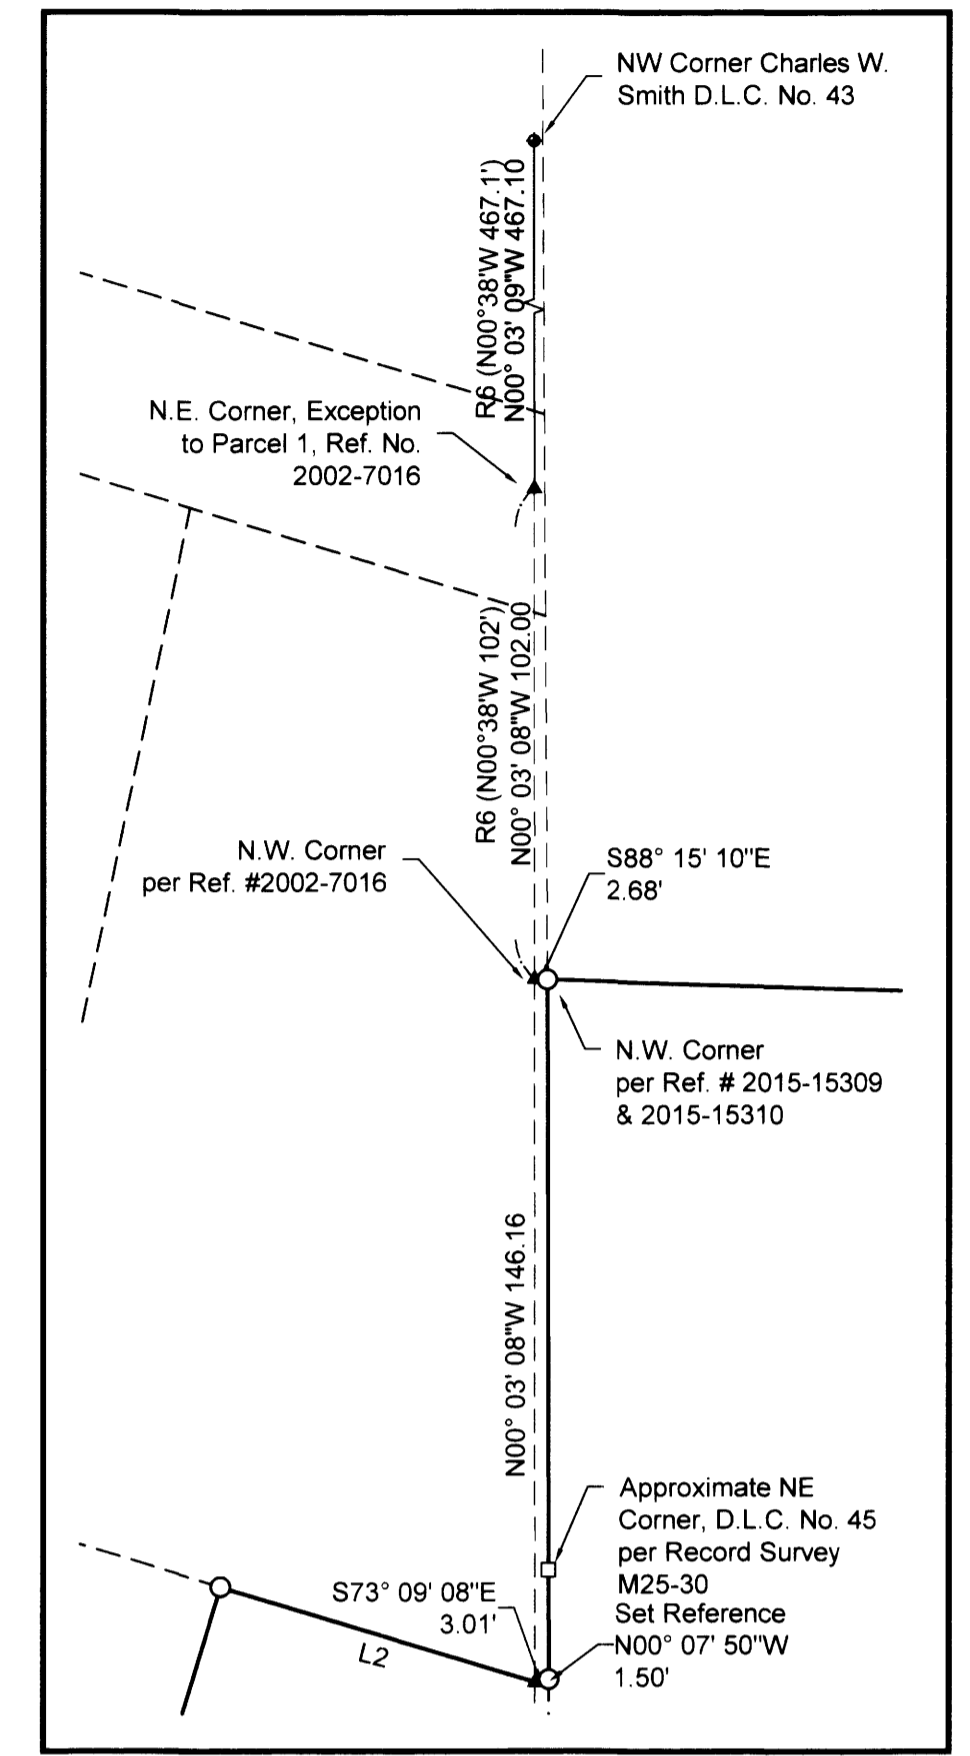 NW Corner Charles W.
Smith D.L.C. No. 43
R6 (N00°38'W 467.1')
N00° 03' 09"W 467.10
N.E. Corner, Exception
to Parcel 1, Ref. No.
2002-7016
R6 (N00°38'W 102')
N00° 03' 08"W 102.00
N.W. Corner
per Ref. #2002-7016
S88° 15' 10"E
2.68'
N.W. Corner
per Ref. # 2015-15309
& 2015-15310
N00° 03' 08"W 146.16
Approximate NE
Corner, D.L.C. No. 45
per Record Survey
M25-30
Set Reference
N00° 07' 50"W
1.50'
S73° 09' 08"E
3.01'
L2